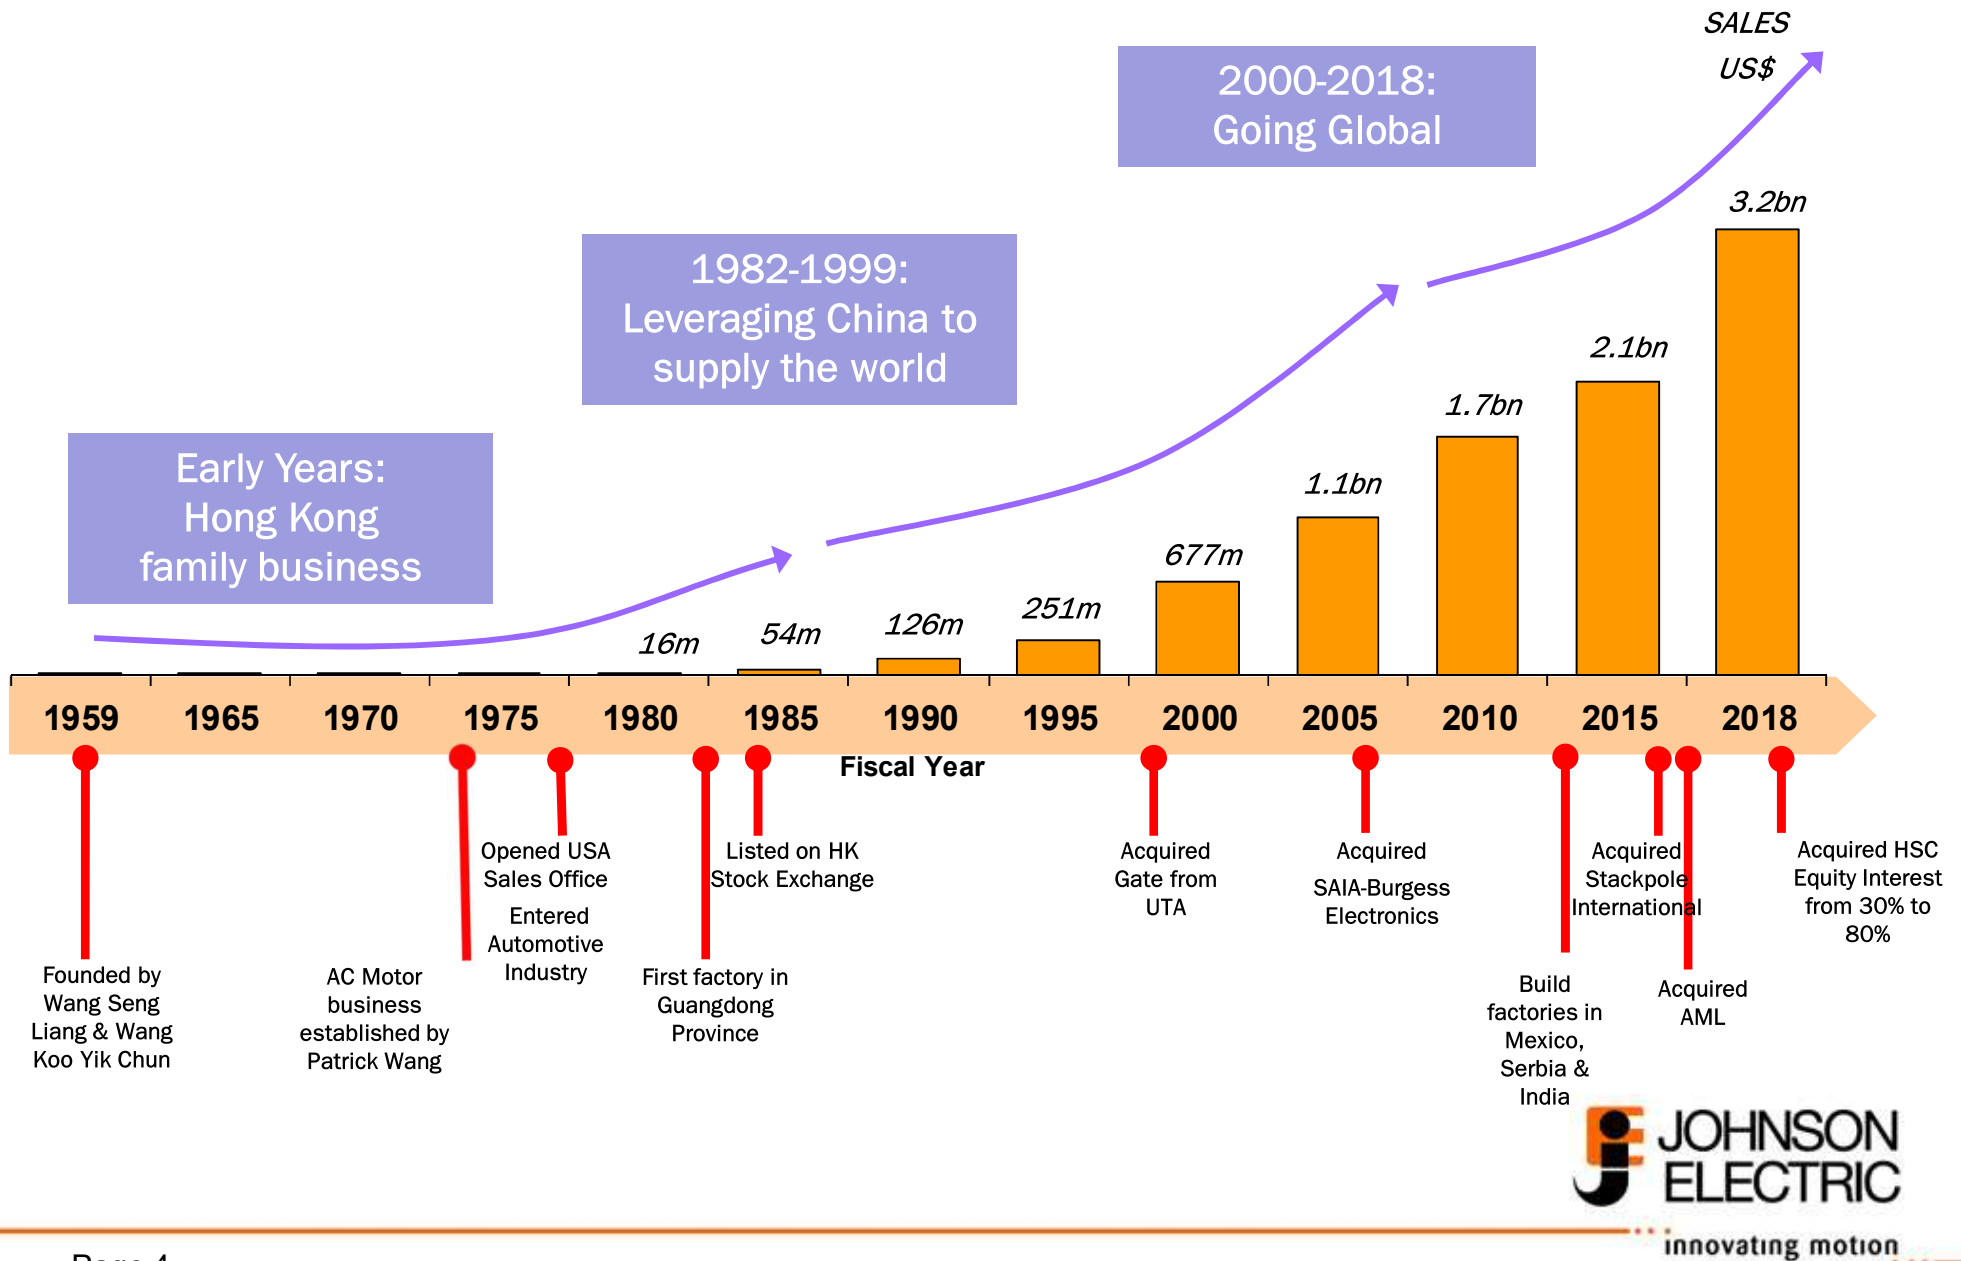 SALES
US$
2000-2018:
Going Global
1982-1999:
Leveraging China to
supply the world
Early Years:
Hong Kong
family business
16m
54m
126m
251m
677m
1.1bn
1.7bn
2.1bn
3.2bn
1959 1965 1970 1975 1980 1985 1990 1995 2000 2005 2010 2015 2018
Fiscal Year
Founded by
Wang Seng
Liang & Wang
Koo Yik Chun
AC Motor
business
established by
Patrick Wang
Opened USA
Sales Office
Entered
Automotive
Industry
First factory in
Guangdong
Province
Listed on HK
Stock Exchange
Acquired
Gate from
UTA
Acquired
SAIA-Burgess
Electronics
Build
factories in
Mexico,
Serbia &
India
Acquired
Stackpole
International
Acquired
AML
Acquired HSC
Equity Interest
from 30% to
80%
JOHNSON
ELECTRIC
innovating motion
Page 4